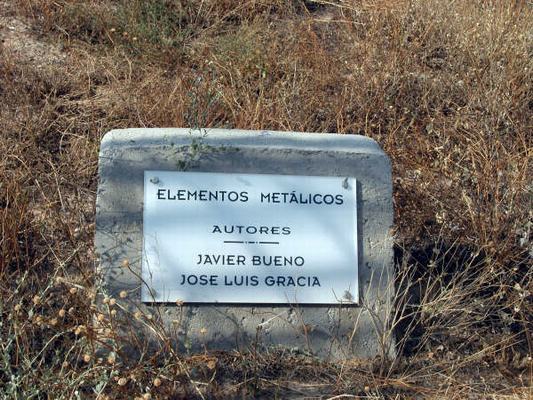 ELEMENTOS METÁLICOS
AUTORES
JAVIER BUENO
JOSE LUIS GRACIA